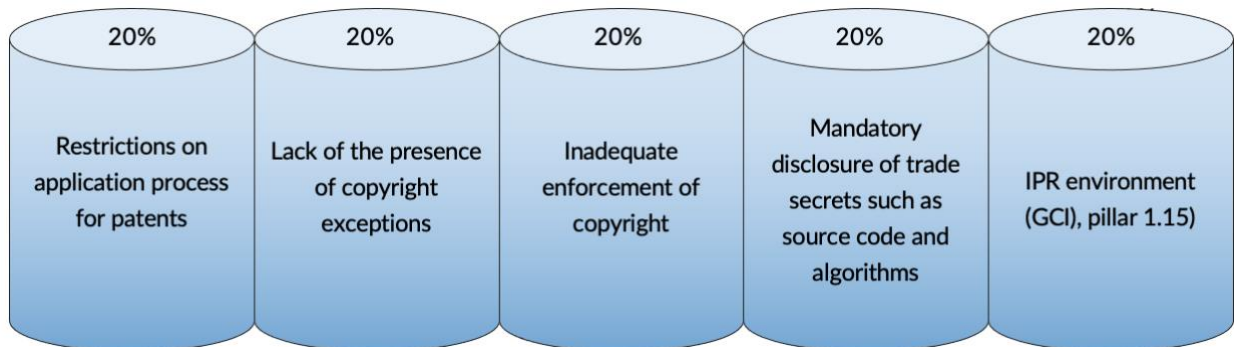 20%
20%
20%
20%
20%
Restrictions on
application process
for patents
Lack of the presence
of copyright
exceptions
Inadequate
enforcement of
copyright
Mandatory
disclosure of trade
secrets such as
source code and
algorithms
IPR environment
(GCI), pillar 1.15)